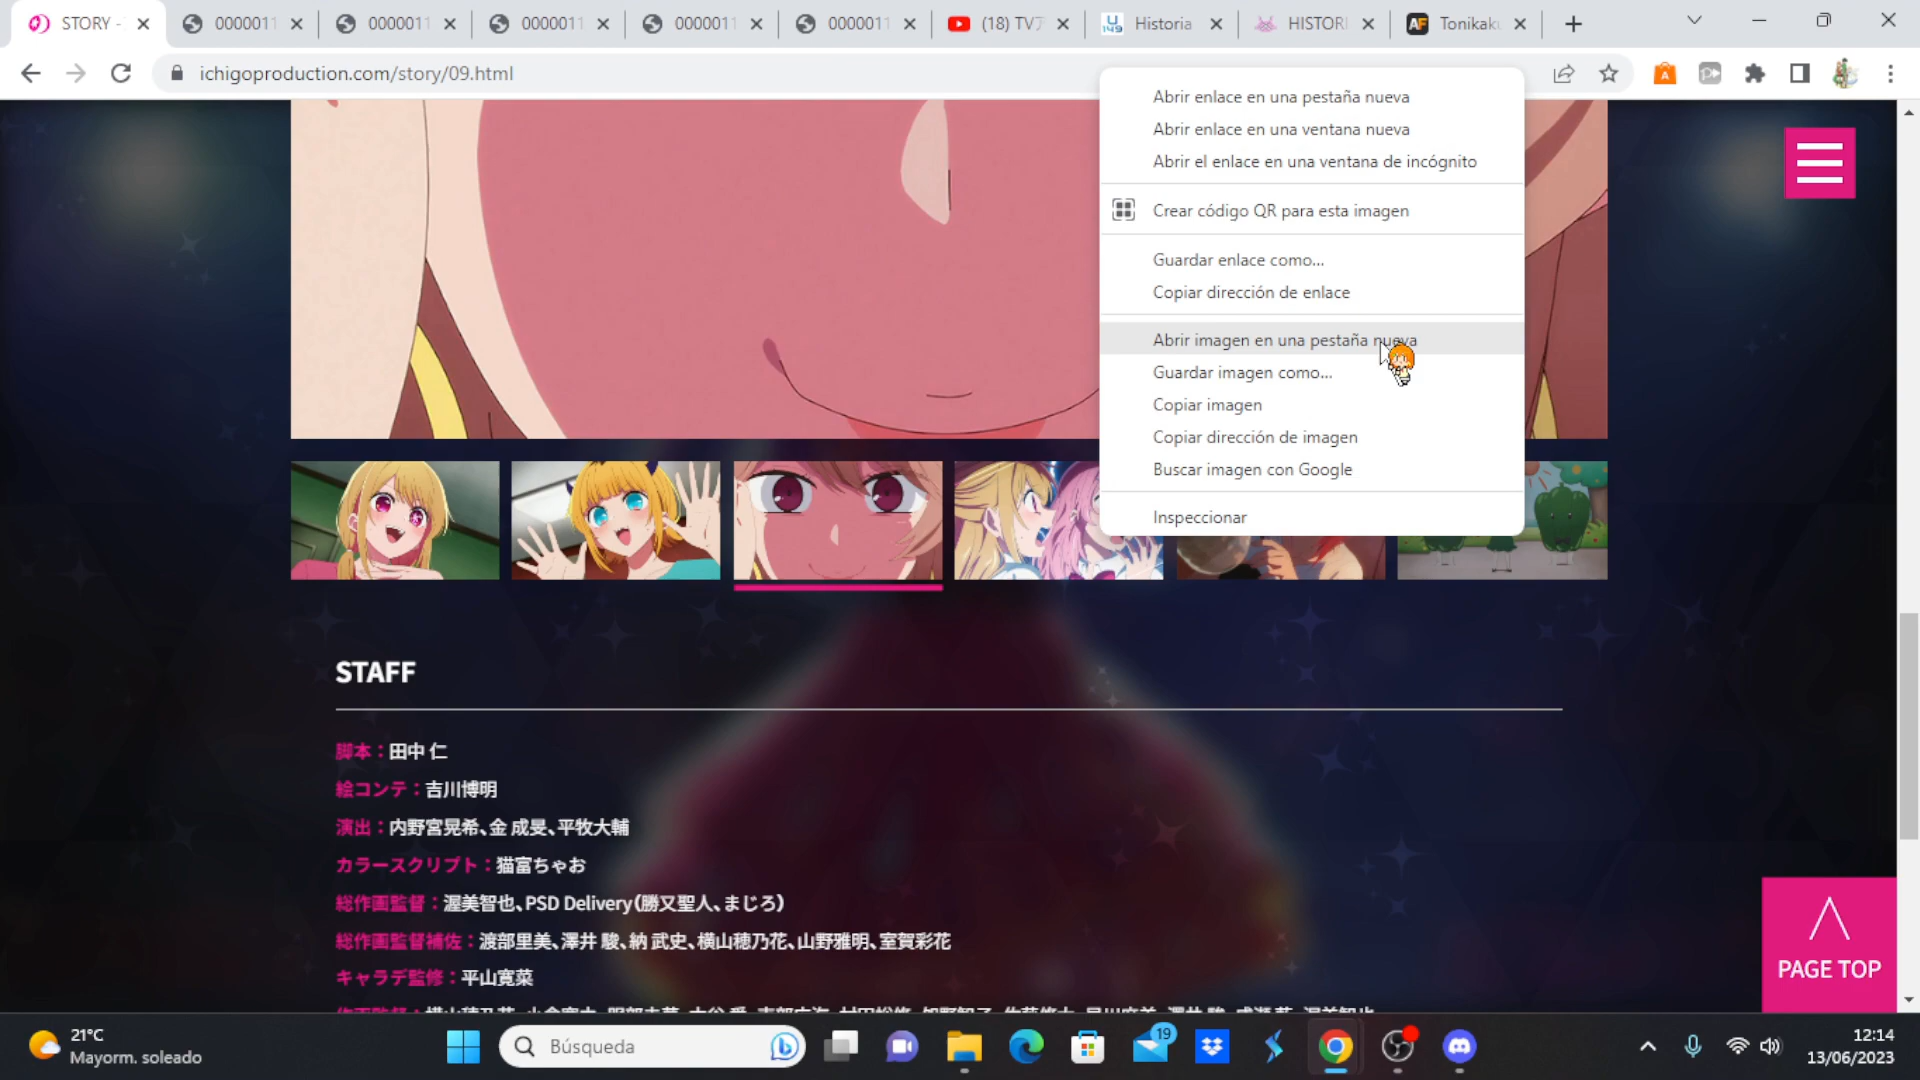 STORY -
0000011
0000011
0000011
0000011
0000011
(18) TVア
Historia
HISTORI
Tonikaku
ichigoproduction.com/story/09.html
Abrir enlace en una pestaña nueva
Abrir enlace en una ventana nueva
Abrir el enlace en una ventana de incógnito
Crear código QR para esta imagen
Guardar enlace como...
Copiar dirección de enlace
Abrir imagen en una pestaña nueva
Guardar imagen como...
Copiar imagen
Copiar dirección de imagen
Buscar imagen con Google
Inspeccionar
STAFF
脚本：田中 仁
絵コンテ：吉川博明
演出：内野宮晃希、金 成旻、平牧大輔
カラースクリプト：猫富ちゃお
総作画監督：渥美智也、PSD Delivery（勝又聖人、まじろ）
総作画監督補佐：渡部里美、澤井 駿、納 武史、横山穂乃花、山野雅明、室賀彩花
キャラデ監修：平山寛菜
PAGE TOP
21°C
Mayorm. soleado
Búsqueda
19
12:14
13/06/2023